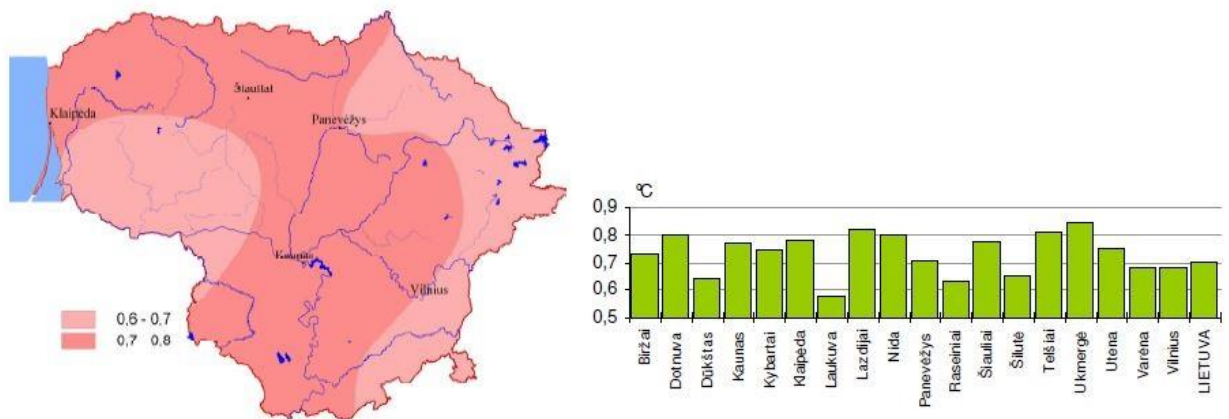 Klaipėda
Šiauliai
Panevėžys
Kaunas
Vilnius
0,6 - 0,7
0,7 0,8
°C
0,9
0,8
0,7
0,6
0,5
Biržai
Dotnuva
Dūkštas
Kaunas
Kybartai
Klaipėda
Laukuva
Lazdijai
Nida
Panevėžys
Raseiniai
Šiauliai
Šilutė
Telšiai
Ukmergė
Utena
Varėna
Vilnius
LIETUVA